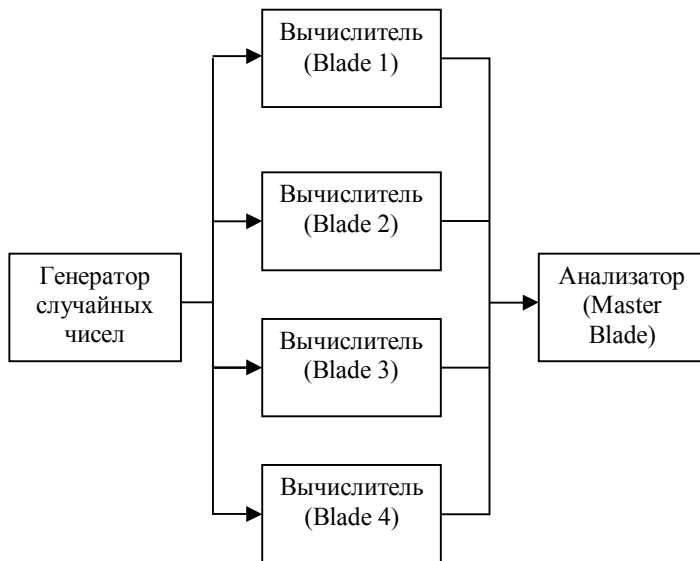 Вычислитель
(Blade 1)
Вычислитель
(Blade 2)
Генератор
случайных
чисел
Анализатор
(Master
Blade)
Вычислитель
(Blade 3)
Вычислитель
(Blade 4)